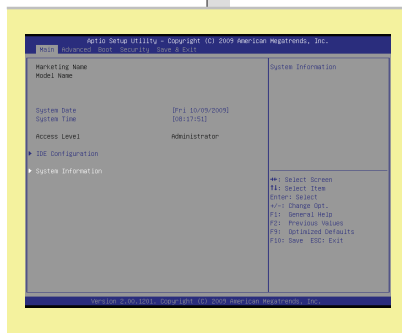 Aptio Setup Utility - Copyright (C) 2009 American Megatrends, Inc.
Main Advanced Boot Security Save & Exit
Marketing Name
Model Name
System Date [Fri 10/09/2009]
System Time [08:17:51]
Access Level Administrator
▶ IDE Configuration
▶ System Information
System Information
↔: Select Screen
↑↓: Select Item
Enter: Select
+/-: Change Opt.
F1: General Help
F2: Previous Values
F9: Optimized Defaults
F10: Save ESC: Exit
Version 2.00.1201. Copyright (C) 2009 American Megatrends, Inc.